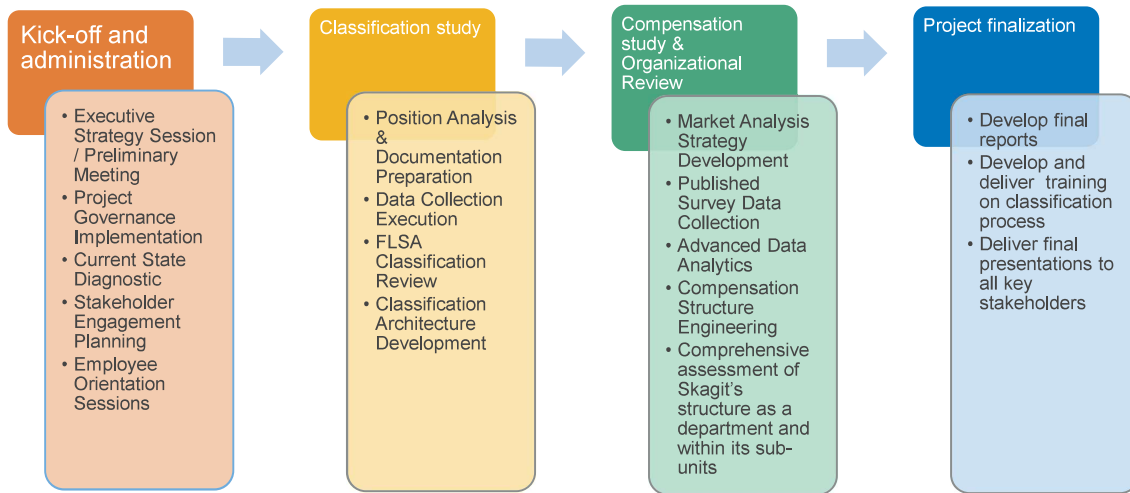 Kick-off and
administration
• Executive
Strategy Session
/ Preliminary
Meeting
• Project
Governance
Implementation
• Current State
Diagnostic
• Stakeholder
Engagement
Planning
• Employee
Orientation
Sessions
Classification study
• Position Analysis
&
Documentation
Preparation
• Data Collection
Execution
• FLSA
Classification
Review
• Classification
Architecture
Development
Compensation
study &
Organizational
Review
• Market Analysis
Strategy
Development
• Published
Survey Data
Collection
• Advanced Data
Analytics
• Compensation
Structure
Engineering
• Comprehensive
assessment of
Skagit's
structure as a
department and
within its sub-
units
Project finalization
• Develop final
reports
• Develop and
deliver training
on classification
process
• Deliver final
presentations to
all key
stakeholders